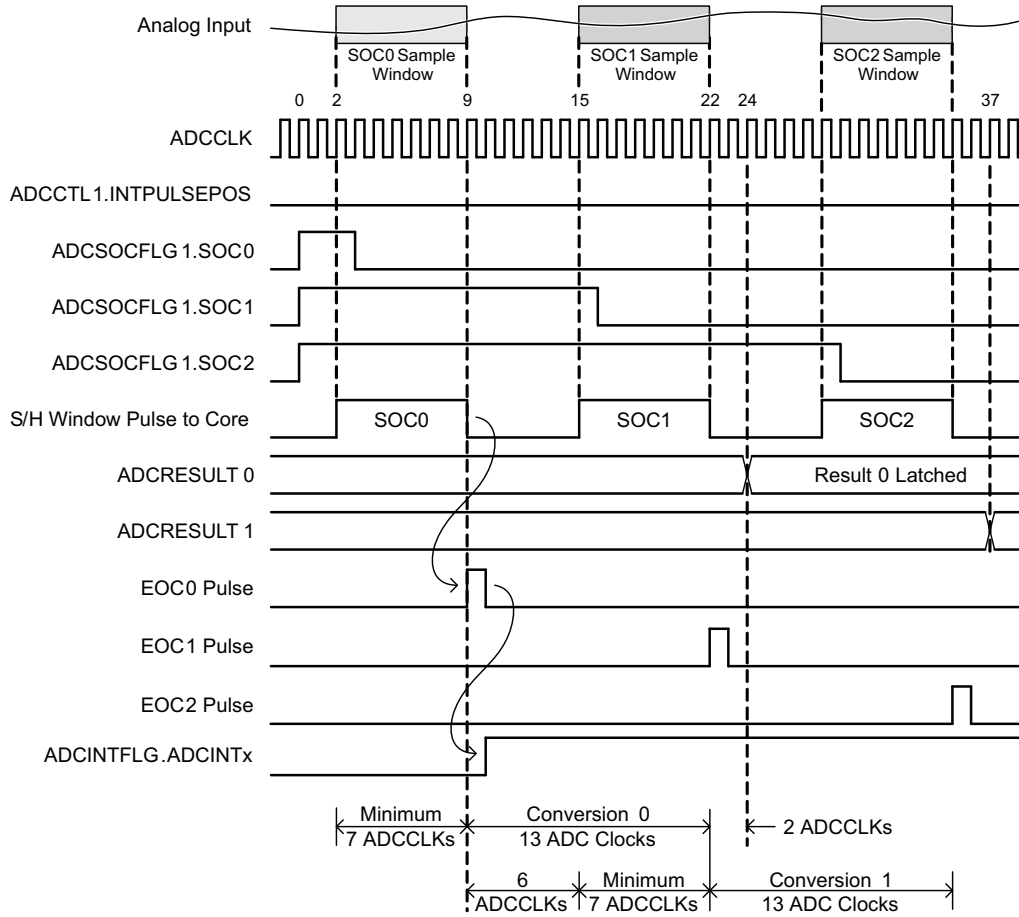 Analog Input
SOC0 Sample
Window
SOC1 Sample
Window
SOC2 Sample
Window
0 2 9 15 22 24 37
ADCCLK
ADCCTL1.INTPULSEPOS
ADCSOCFLG 1.SOC0
ADCSOCFLG 1.SOC1
ADCSOCFLG 1.SOC2
S/H Window Pulse to Core
SOC0 SOC1 SOC2
ADCRESULT 0
Result 0 Latched
ADCRESULT 1
EOC0 Pulse
EOC1 Pulse
EOC2 Pulse
ADCINTFLG.ADCINTx
Minimum
7 ADCCLKs
Conversion 0
13 ADC Clocks
2 ADCCLKs
6
ADCCLKs
Minimum
7 ADCCLKs
Conversion 1
13 ADC Clocks